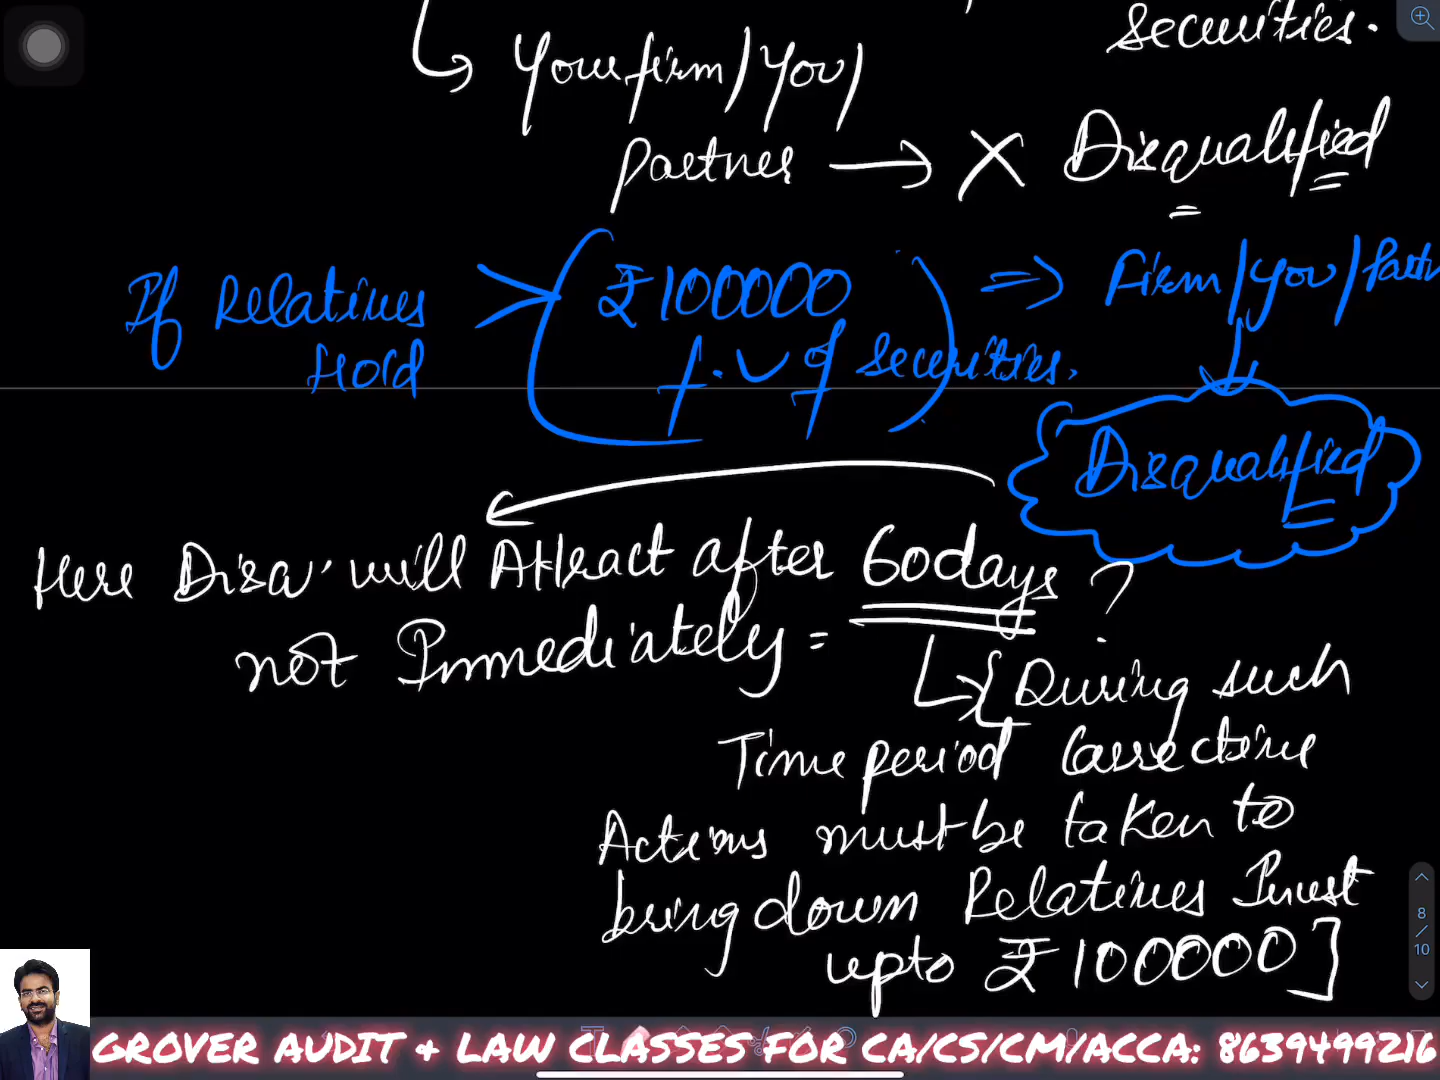 securities.
Your firm/You/
Partner → X Disqualified
If Relatives > (₹100000 ⇒ Firm/You/Partn
Hold f.v of securities.)
Disqualified
Here Disq. will Attract after 60days ?
not Immediately =
↳ [During such
Time period Corrective
Actions must be taken to
bring down Relatives Invest
upto ₹100000]
8
/
10
GROVER AUDIT & LAW CLASSES FOR CA/CS/CM/ACCA: 8639499216